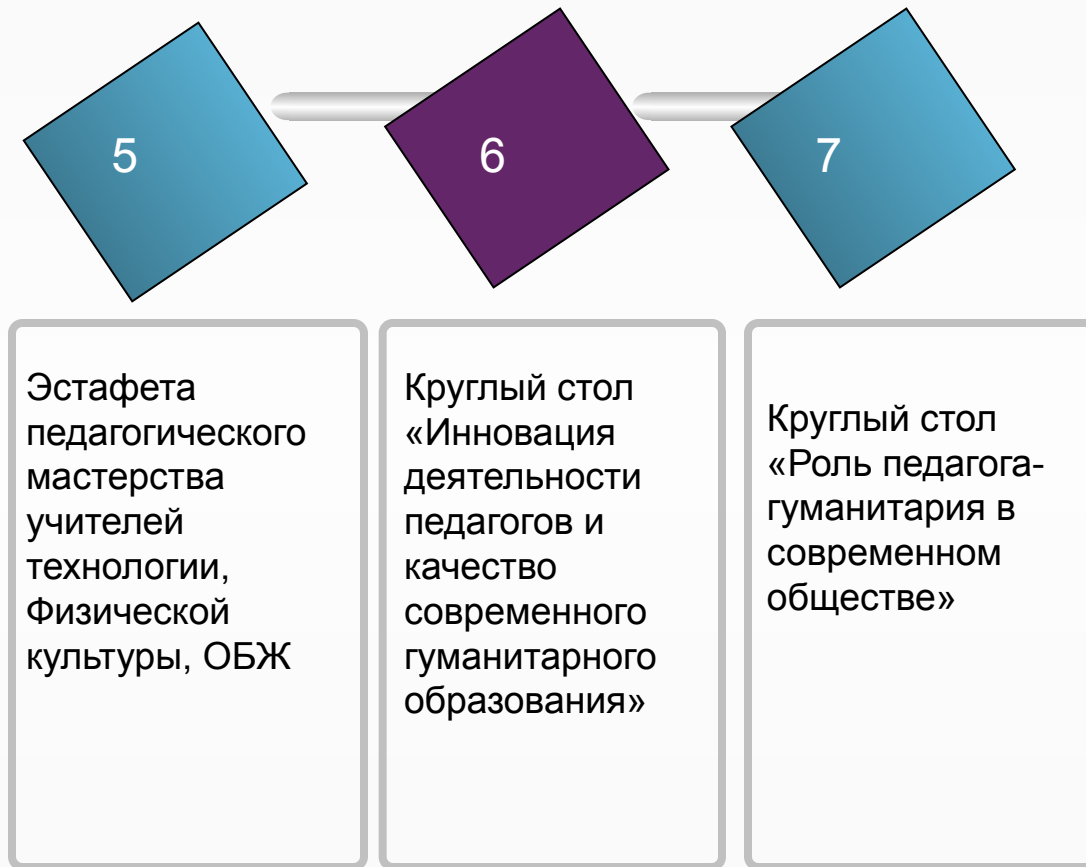 5
6
7
Эстафета
педагогического
мастерства
учителей
технологии,
Физической
культуры, ОБЖ
Круглый стол
«Инновация
деятельности
педагогов и
качество
современного
гуманитарного
образования»
Круглый стол
«Роль педагога-
гуманитария в
современном
обществе»